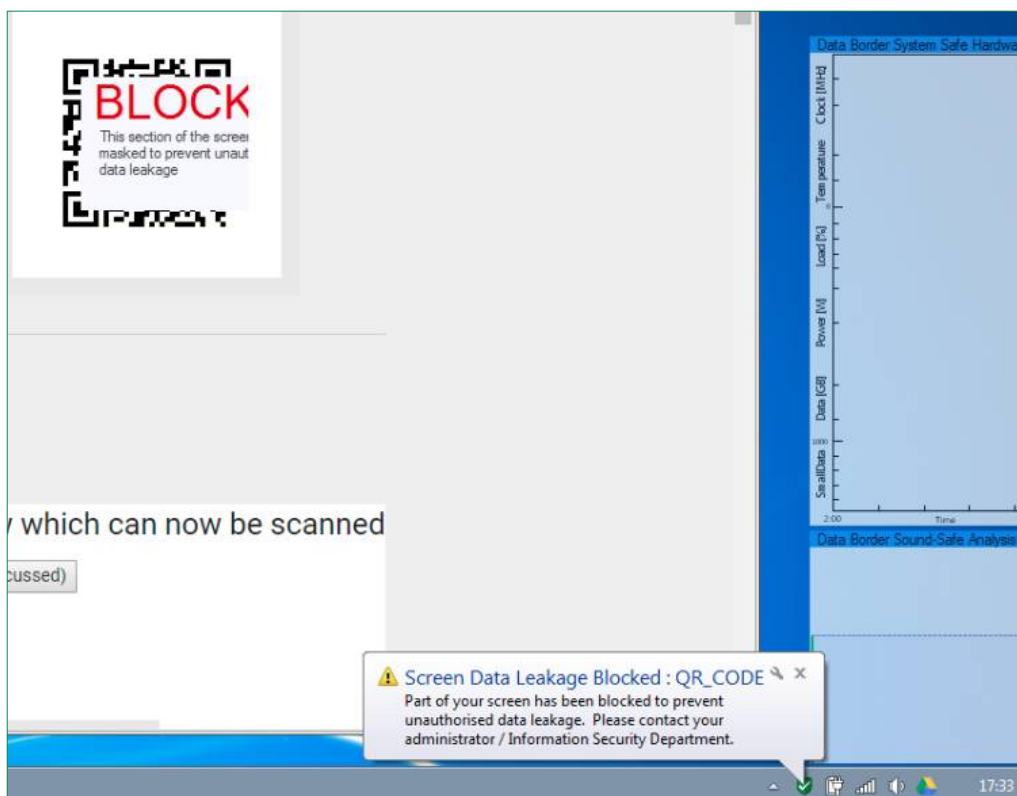 BLOCK
This section of the screen
masked to prevent unaut
data leakage
which can now be scanned
cussed)
Data Border System Safe Hardwa
Clock [MHz]
Temperature
0
Load [%]
Power [W]
Data [GB]
1000
SmallData
2:00
Time
Data Border Sound-Safe Analysis
Screen Data Leakage Blocked : QR_CODE
Part of your screen has been blocked to prevent
unauthorised data leakage. Please contact your
administrator / Information Security Department.
17:33